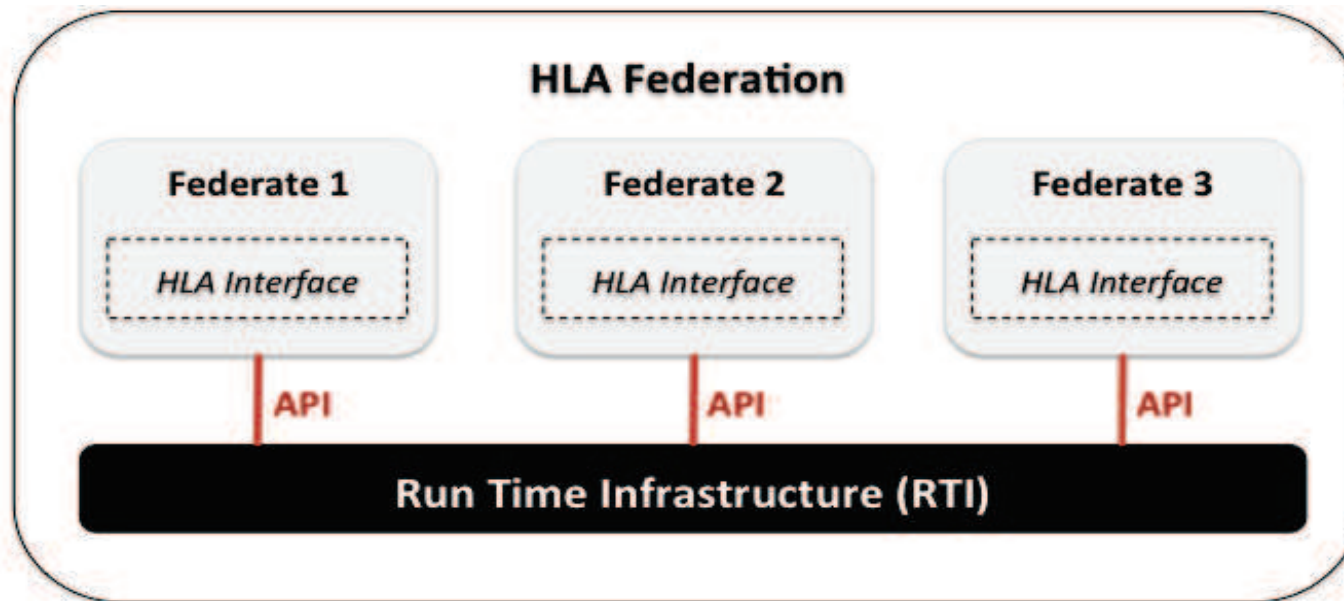 HLA Federation
Federate 1
Federate 2
Federate 3
HLA Interface
HLA Interface
HLA Interface
API
API
API
Run Time Infrastructure (RTI)